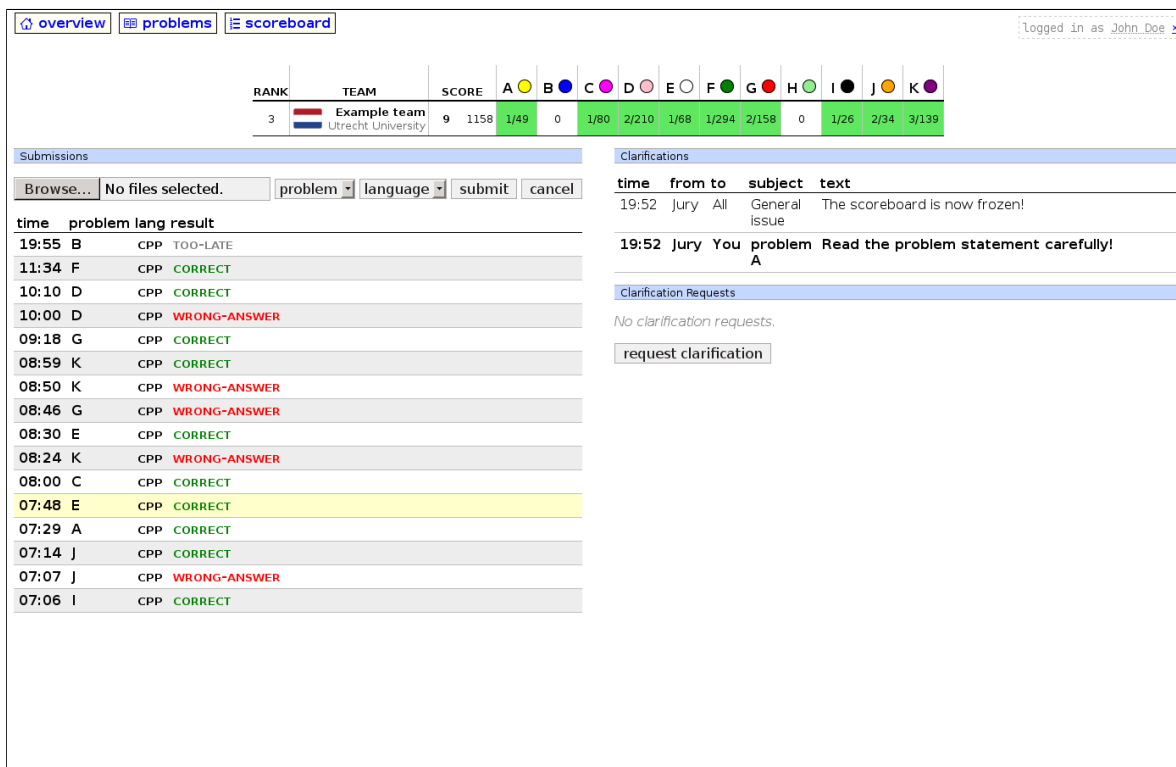 overview problems scoreboard
logged in as John Doe
RANK TEAM SCORE A B C D E F G H I J K
3 Example team 9 1158 1/49 0 1/80 2/210 1/68 1/294 2/158 0 1/26 2/34 3/139
Utrecht University
Submissions
Browse... No files selected. problem language submit cancel
time problem lang result
19:55 B CPP TOO-LATE
11:34 F CPP CORRECT
10:10 D CPP CORRECT
10:00 D CPP WRONG-ANSWER
09:18 G CPP CORRECT
08:59 K CPP CORRECT
08:50 K CPP WRONG-ANSWER
08:46 G CPP WRONG-ANSWER
08:30 E CPP CORRECT
08:24 K CPP WRONG-ANSWER
08:00 C CPP CORRECT
07:48 E CPP CORRECT
07:29 A CPP CORRECT
07:14 J CPP CORRECT
07:07 J CPP WRONG-ANSWER
07:06 I CPP CORRECT
Clarifications
time from to subject text
19:52 Jury All General The scoreboard is now frozen!
issue
19:52 Jury You problem Read the problem statement carefully!
A
Clarification Requests
No clarification requests.
request clarification